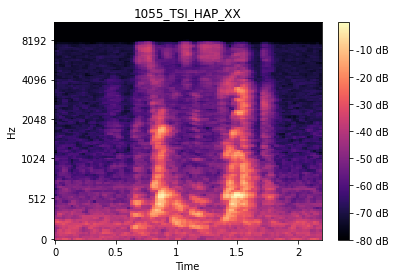 1055_TSI_HAP_XX
8192
4096
2048
1024
512
0
Hz
0
0.5
1
1.5
2
Time
-10 dB
-20 dB
-30 dB
-40 dB
-50 dB
-60 dB
-70 dB
-80 dB